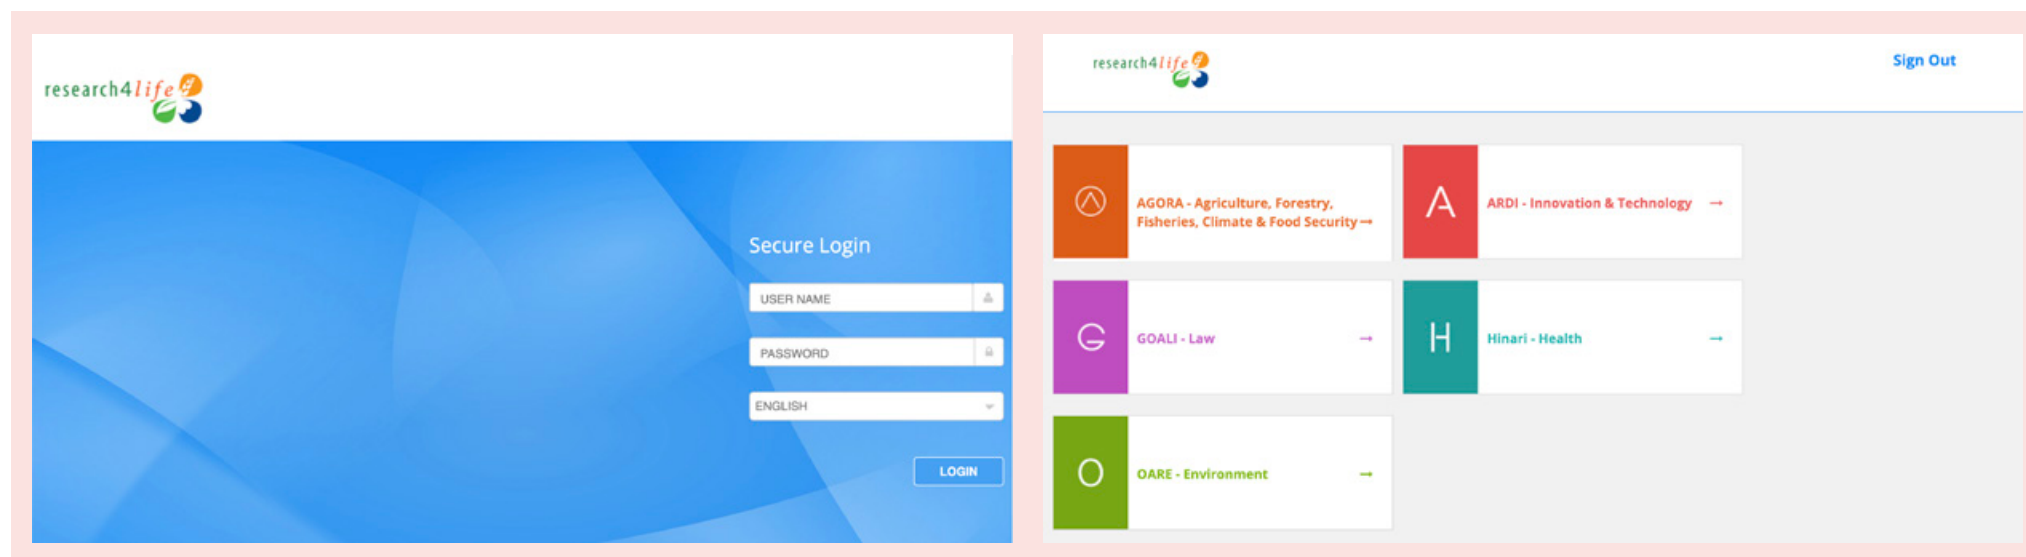 research4life
Secure Login
USER NAME
PASSWORD
ENGLISH
LOGIN
research4life
Sign Out
AGORA - Agriculture, Forestry,
Fisheries, Climate & Food Security→
A
ARDI - Innovation & Technology →
G
GOALI - Law →
H
Hinari - Health →
O
OARE - Environment →